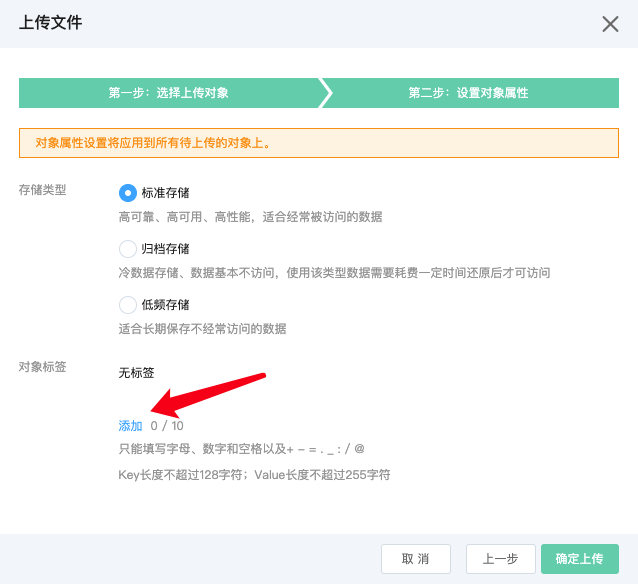 上传文件
第一步：选择上传对象
第二步：设置对象属性
对象属性设置将应用到所有待上传的对象上。
存储类型
标准存储
高可靠、高可用、高性能，适合经常被访问的数据
归档存储
冷数据存储、数据基本不访问，使用该类型数据需要耗费一定时间还原后才可访问
低频存储
适合长期保存不经常访问的数据
对象标签
无标签
添加 0 / 10
只能填写字母、数字和空格以及+ – = . _ : / @
Key长度不超过128字符；Value长度不超过255字符
取 消
上一步
确定上传